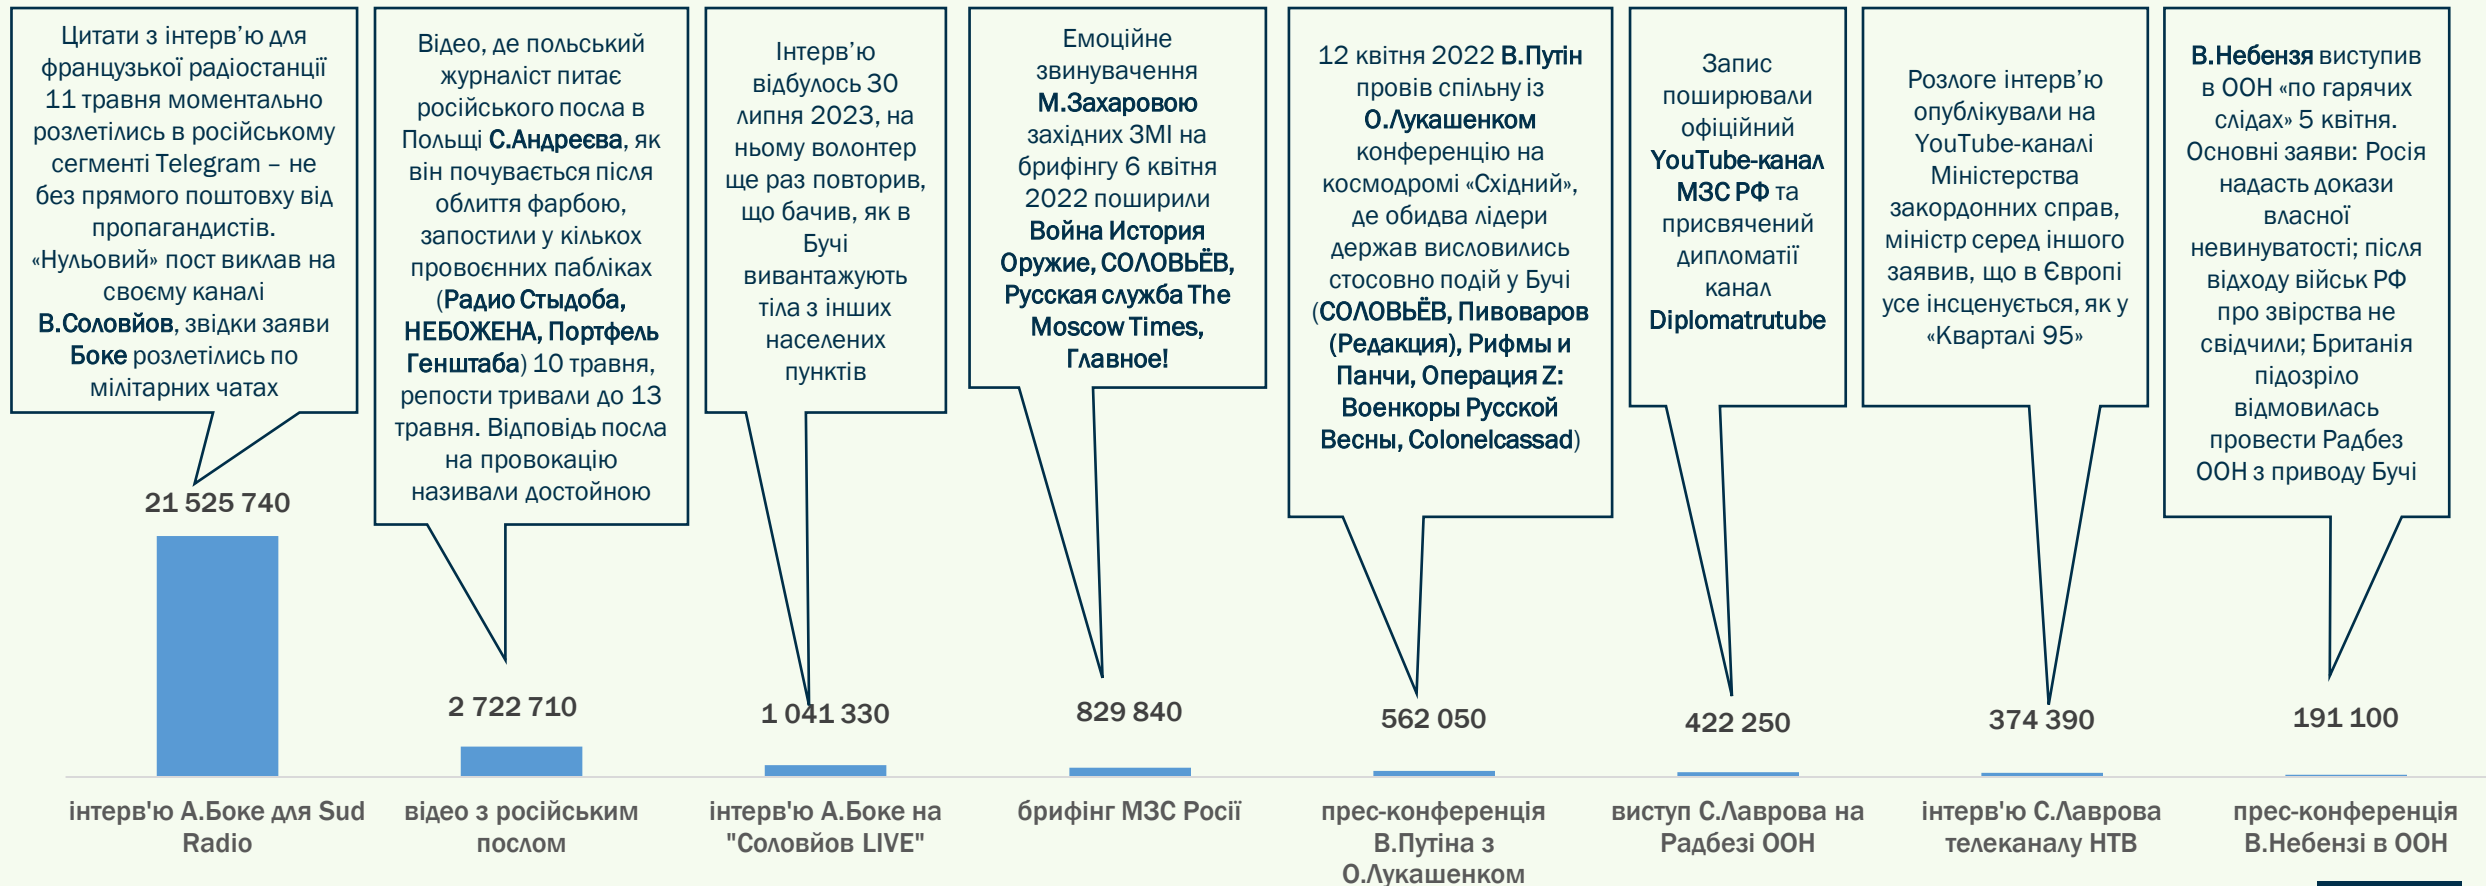 Цитати з інтерв’ю для
французької радіостанції
11 травня моментально
розлетілись в російському
сегменті Telegram – не
без прямого поштовху від
пропагандистів.
«Нульовий» пост виклав на
своєму каналі
В.Соловйов, звідки заяви
Боке розлетілись по
мілітарних чатах
Відео, де польський
журналіст питає
російського посла в
Польщі С.Андреєва, як
він почувається після
облиття фарбою,
запостили у кількох
провоєнних пабліках
(Радио Стыдоба,
НЕБОЖЕНА, Портфель
Генштаба) 10 травня,
репости тривали до 13
травня. Відповідь посла
на провокацію
називали достойною
Інтерв’ю
відбулось 30
липня 2023, на
ньому волонтер
ще раз повторив,
що бачив, як в
Бучі
вивантажують
тіла з інших
населених
пунктів
Емоційне
звинувачення
М.Захаровою
західних ЗМІ на
брифінгу 6 квітня
2022 поширили
Война История
Оружие, СОЛОВЬЁВ,
Русская служба The
Moscow Times,
Главное!
12 квітня 2022 В.Путін
провів спільну із
О.Лукашенком
конференцію на
космодромі «Східний»,
де обидва лідери
держав висловились
стосовно подій у Бучі
(СОЛОВЬЁВ, Пивоваров
(Редакция), Рифмы и
Панчи, Операция Z:
Военкоры Русской
Весны, Colonelcassad)
Запис
поширювали
офіційний
YouTube-канал
МЗС РФ та
присвячений
дипломатії
канал
Diplomatrutube
Розлоге інтерв’ю
опублікували на
YouTube-каналі
Міністерства
закордонних справ,
міністр серед іншого
заявив, що в Європі
усе інсценується, як у
«Кварталі 95»
В.Небензя виступив
в ООН «по гарячих
слідах» 5 квітня.
Основні заяви: Росія
надасть докази
власної
невинуватості; після
відходу військ РФ
про звірства не
свідчили; Британія
підозріло
відмовилась
провести Радбез
ООН з приводу Бучі
21 525 740
2 722 710
1 041 330
829 840
562 050
422 250
374 390
191 100
інтерв'ю А.Боке для Sud
Radio
відео з російським
послом
інтерв'ю А.Боке на
"Соловйов LIVE"
брифінг МЗС Росії
прес-конференція
В.Путіна з
О.Лукашенком
виступ С.Лаврова на
Радбезі ООН
інтерв'ю С.Лаврова
телеканалу НТВ
прес-конференція
В.Небензі в ООН